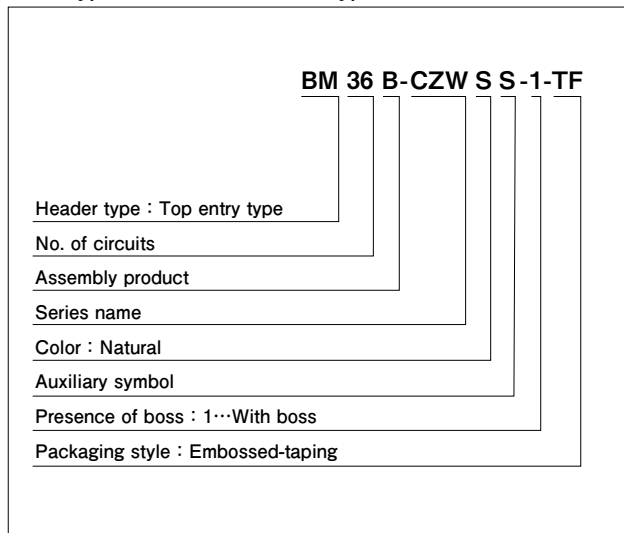 BM 36 B-CZW S S-1-TF
Header type : Top entry type
No. of circuits
Assembly product
Series name
Color : Natural
Auxiliary symbol
Presence of boss : 1…With boss
Packaging style : Embossed-taping